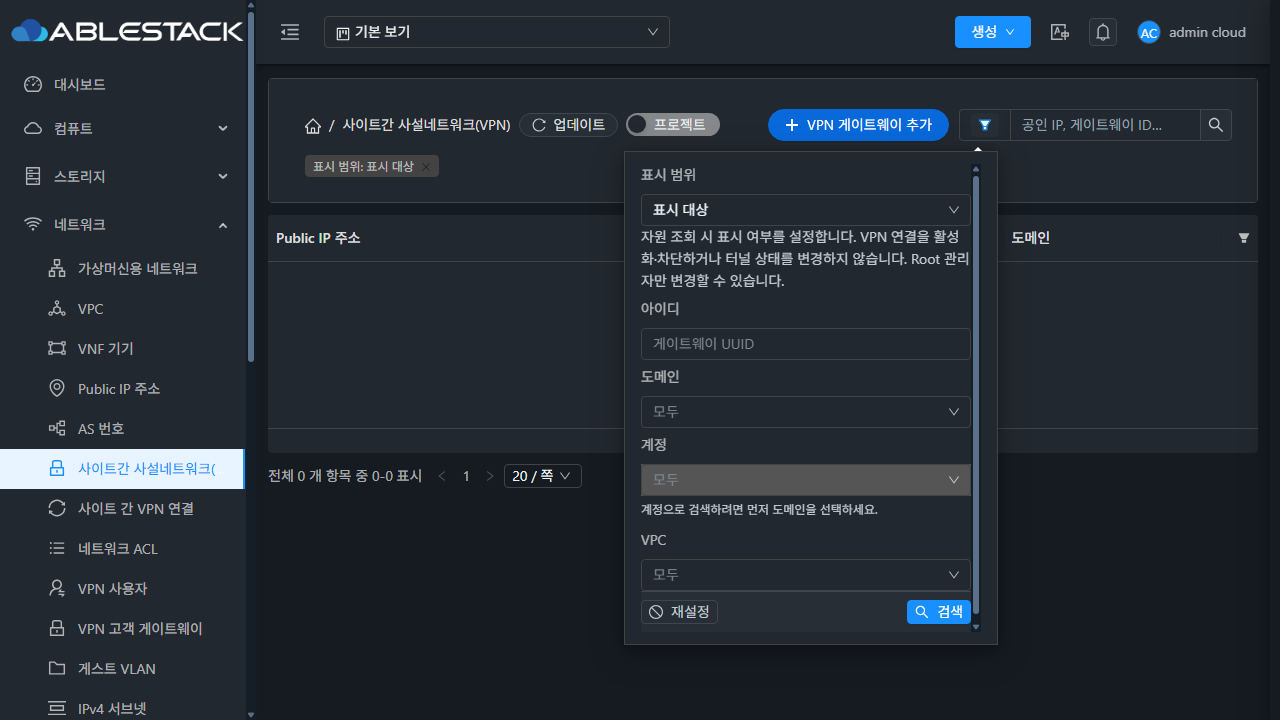 ABLESTACK
기본 보기
생성
AC
admin cloud
대시보드
컴퓨트
스토리지
네트워크
가상머신용 네트워크
VPC
VNF 기기
Public IP 주소
AS 번호
사이트간 사설네트워크(
사이트 간 VPN 연결
네트워크 ACL
VPN 사용자
VPN 고객 게이트웨이
게스트 VLAN
IPv4 서브넷
/ 사이트간 사설네트워크(VPN)
업데이트
프로젝트
VPN 게이트웨이 추가
공인 IP, 게이트웨이 ID...
표시 범위: 표시 대상
Public IP 주소
도메인
전체 0 개 항목 중 0-0 표시
1
20 / 쪽
표시 범위
표시 대상
자원 조회 시 표시 여부를 설정합니다. VPN 연결을 활성
화·차단하거나 터널 상태를 변경하지 않습니다. Root 관리
자만 변경할 수 있습니다.
아이디
게이트웨이 UUID
도메인
모두
계정
모두
계정으로 검색하려면 먼저 도메인을 선택하세요.
VPC
모두
재설정
검색